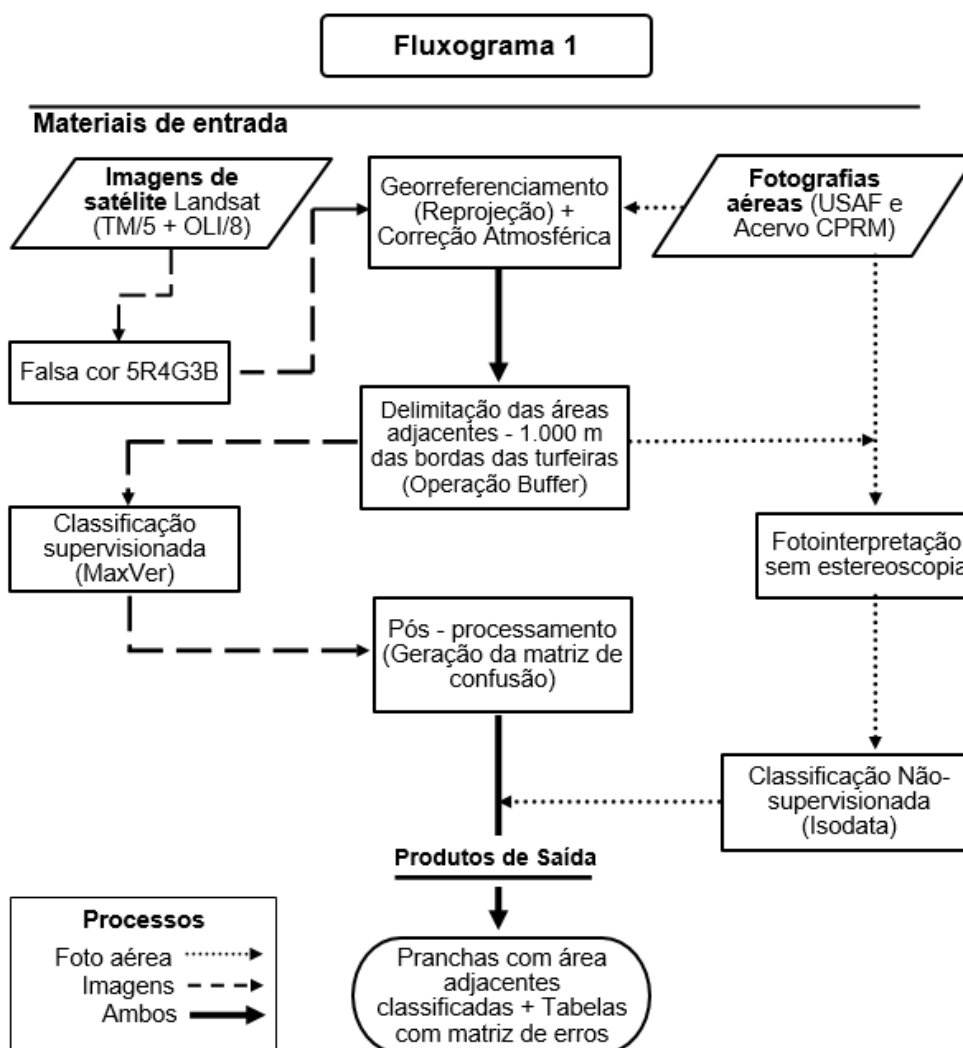 Fluxograma 1
Materiais de entrada
Imagens de
satélite Landsat
(TM/5 + OLI/8)
Georreferenciamento
(Reprojeção) +
Correção Atmosférica
Fotografias
aéreas (USAF e
Acervo CPRM)
Falsa cor 5R4G3B
Delimitação das áreas
adjacentes - 1.000 m
das bordas das turfeiras
(Operação Buffer)
Classificação
supervisionada
(MaxVer)
Fotointerpretação
sem estereoscopia
Pós - processamento
(Geração da matriz de
confusão)
Classificação Não-
supervisionada
(Isodata)
Produtos de Saída
Processos
Foto aérea
Imagens
Ambos
Pranchas com área
adjacentes
classificadas + Tabelas
com matriz de erros